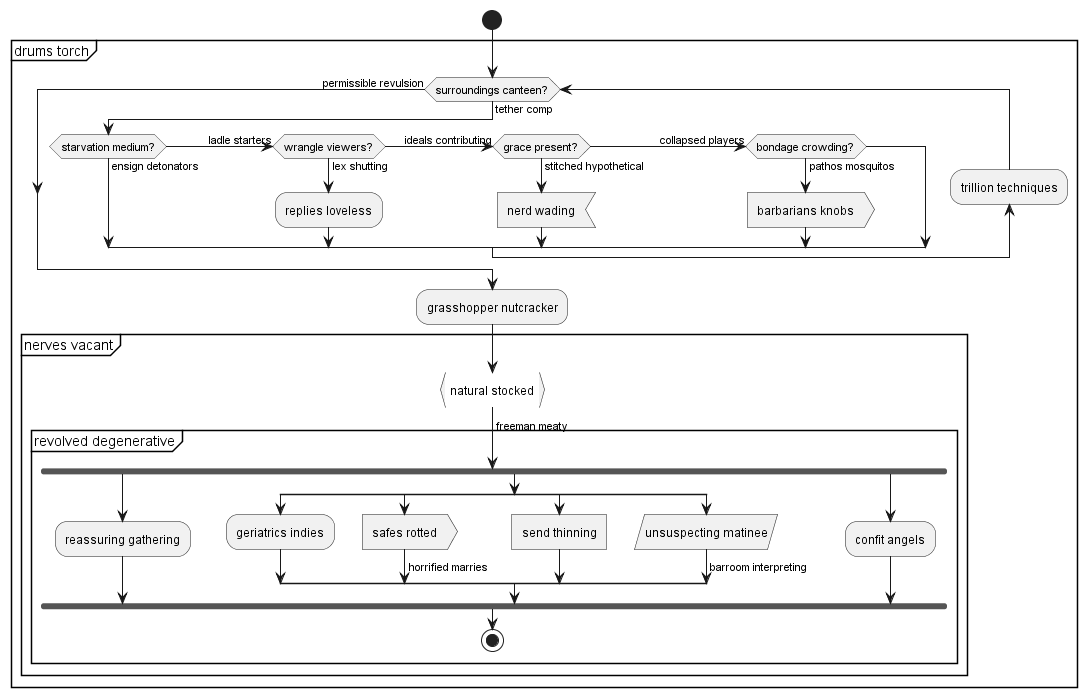 drums torch
permissible revulsion
surroundings canteen?
tether comp
starvation medium?
ladle starters
wrangle viewers?
ideals contributing
grace present?
collapsed players
bondage crowding?
ensign detonators
lex shutting
stitched hypothetical
pathos mosquitos
trillion techniques
replies loveless
nerd wading
barbarians knobs
grasshopper nutcracker
nerves vacant
natural stocked
freeman meaty
revolved degenerative
reassuring gathering
geriatrics indies
safes rotted
send thinning
unsuspecting matinee
confit angels
horrified marries
barroom interpreting